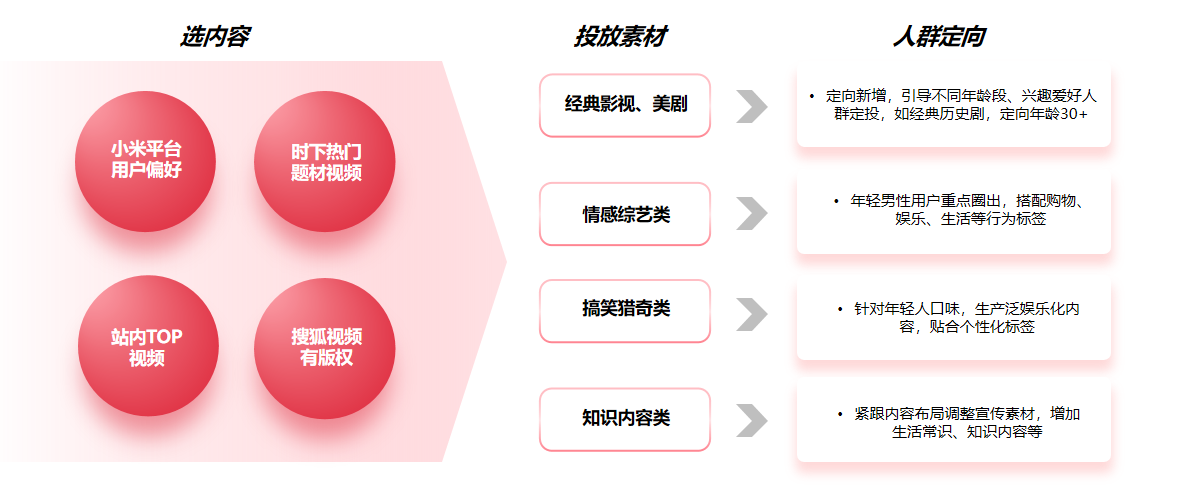 选内容
投放素材
人群定向
小米平台
用户偏好
时下热门
题材视频
站内TOP
视频
搜狐视频
有版权
经典影视、美剧
• 定向新增，引导不同年龄段、兴趣爱好人
群定投，如经典历史剧，定向年龄30+
情感综艺类
• 年轻男性用户重点圈出，搭配购物、
娱乐、生活等行为标签
搞笑猎奇类
• 针对年轻人口味，生产泛娱乐化内
容，贴合个性化标签
知识内容类
• 紧跟内容布局调整宣传素材，增加
生活常识、知识内容等